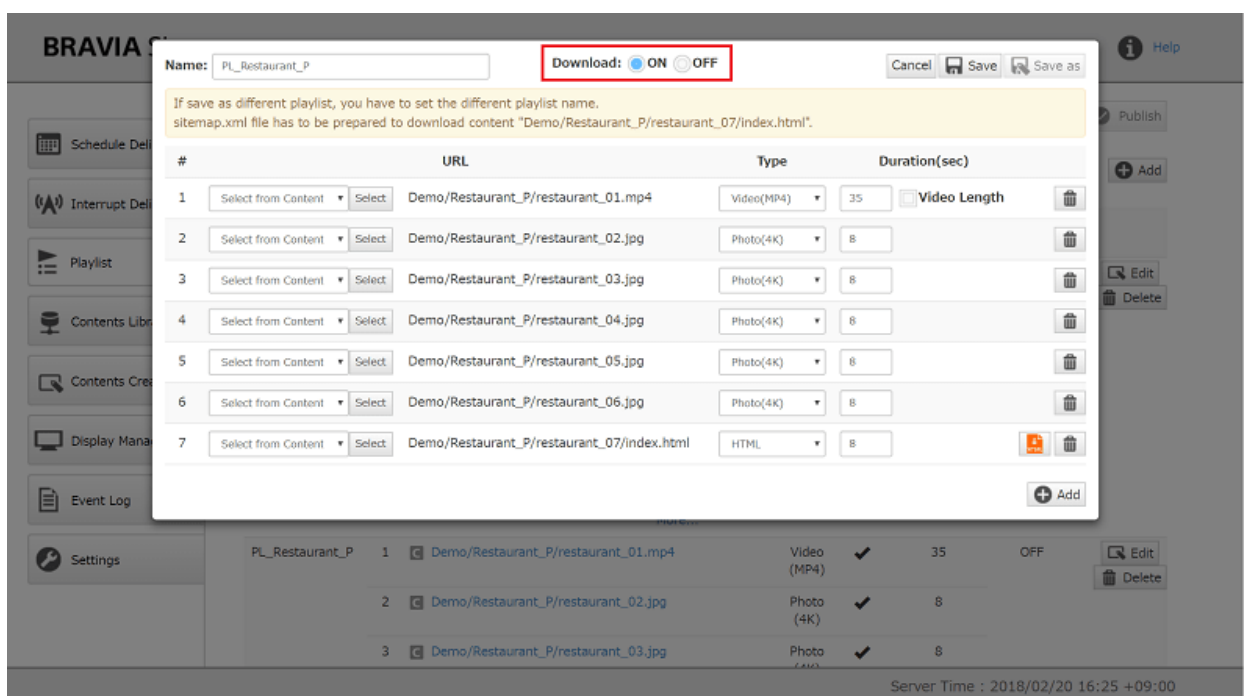 BRAVIA
Help
Name: PL_Restaurant_P Download: ON OFF Cancel Save Save as
If save as different playlist, you have to set the different playlist name.
sitemap.xml file has to be prepared to download content "Demo/Restaurant_P/restaurant_07/index.html".
Publish
Add
# URL Type Duration(sec)
1 Select from Content Select Demo/Restaurant_P/restaurant_01.mp4 Video(MP4) 35 Video Length
2 Select from Content Select Demo/Restaurant_P/restaurant_02.jpg Photo(4K) 8
3 Select from Content Select Demo/Restaurant_P/restaurant_03.jpg Photo(4K) 8
4 Select from Content Select Demo/Restaurant_P/restaurant_04.jpg Photo(4K) 8
5 Select from Content Select Demo/Restaurant_P/restaurant_05.jpg Photo(4K) 8
6 Select from Content Select Demo/Restaurant_P/restaurant_06.jpg Photo(4K) 8
7 Select from Content Select Demo/Restaurant_P/restaurant_07/index.html HTML 8
Add
Schedule Deli
Interrupt Deli
Playlist
Contents Libr
Contents Crea
Display Mana
Event Log
Settings
Edit
Delete
More...
PL_Restaurant_P 1 C Demo/Restaurant_P/restaurant_01.mp4 Video 35 OFF Edit
(MP4) Delete
2 C Demo/Restaurant_P/restaurant_02.jpg Photo 8
(4K)
3 C Demo/Restaurant_P/restaurant_03.jpg Photo 8
(4K)
Server Time : 2018/02/20 16:25 +09:00